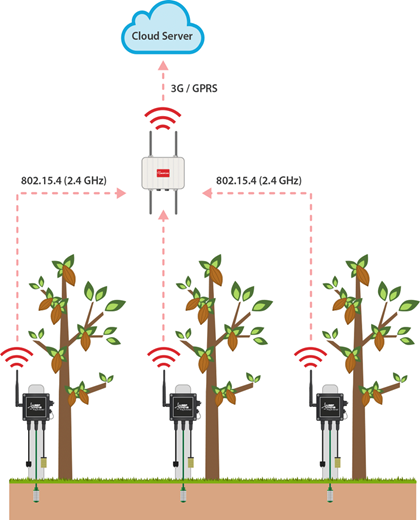 Cloud Server
3G / GPRS
802.15.4 (2.4 GHz)
802.15.4 (2.4 GHz)